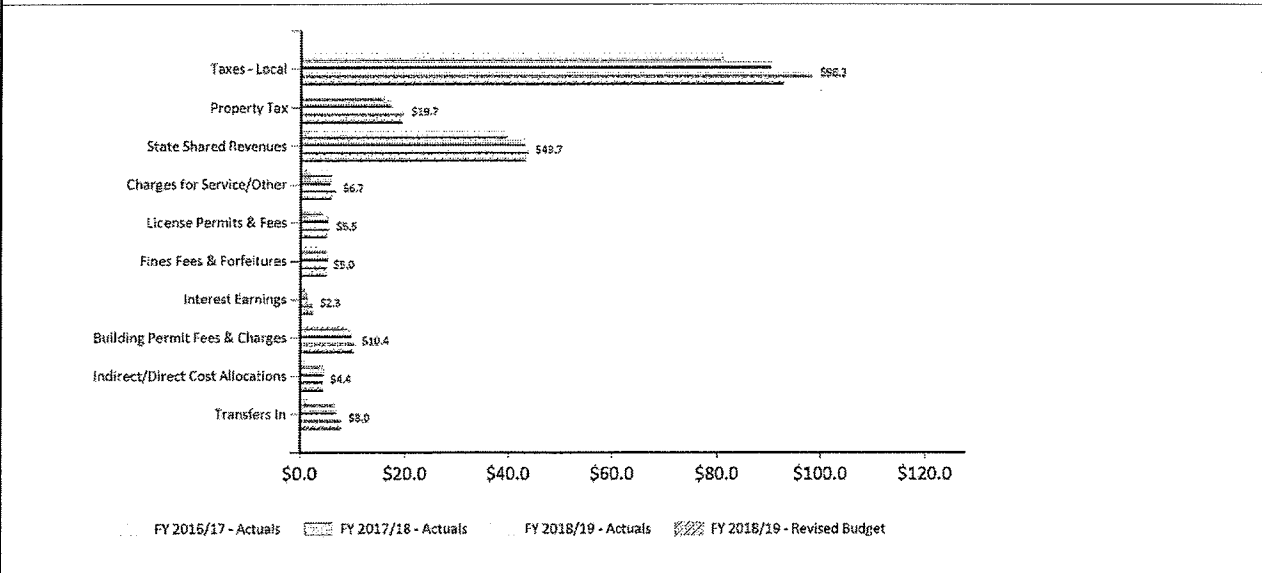 Taxes - Local
$98.3
Property Tax
$19.7
State Shared Revenues
$43.7
Charges for Service/Other
$6.7
License Permits & Fees
$5.5
Fines Fees & Forfeitures
$5.0
Interest Earnings
$2.3
Building Permit Fees & Charges
$10.4
Indirect/Direct Cost Allocations
$4.4
Transfers In
$8.0
$0.0 $20.0 $40.0 $60.0 $80.0 $100.0 $120.0
FY 2016/17 - Actuals FY 2017/18 - Actuals FY 2018/19 - Actuals FY 2018/19 - Revised Budget